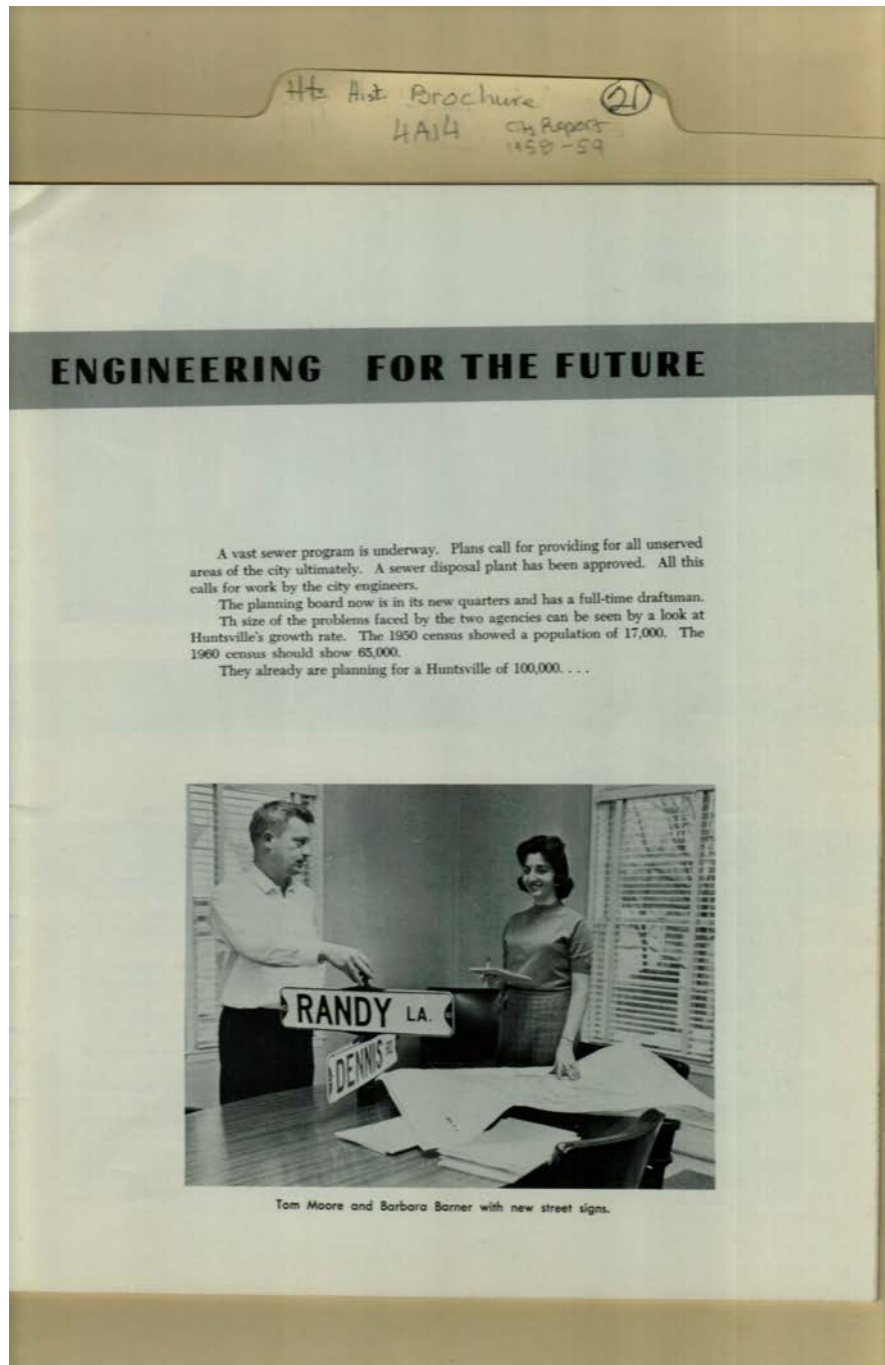 Hts Hist Brochure 21
4A14 City Report
1958-59
ENGINEERING FOR THE FUTURE
A vast sewer program is underway. Plans call for providing for all unserved
areas of the city ultimately. A sewer disposal plant has been approved. All this
calls for work by the city engineers.
The planning board now is in its new quarters and has a full-time draftsman.
Th size of the problems faced by the two agencies can be seen by a look at
Huntsville's growth rate. The 1950 census showed a population of 17,000. The
1960 census should show 65,000.
They already are planning for a Huntsville of 100,000. . . .
RANDY LA.
DENNIS RD.
Tom Moore and Barbara Barner with new street signs.